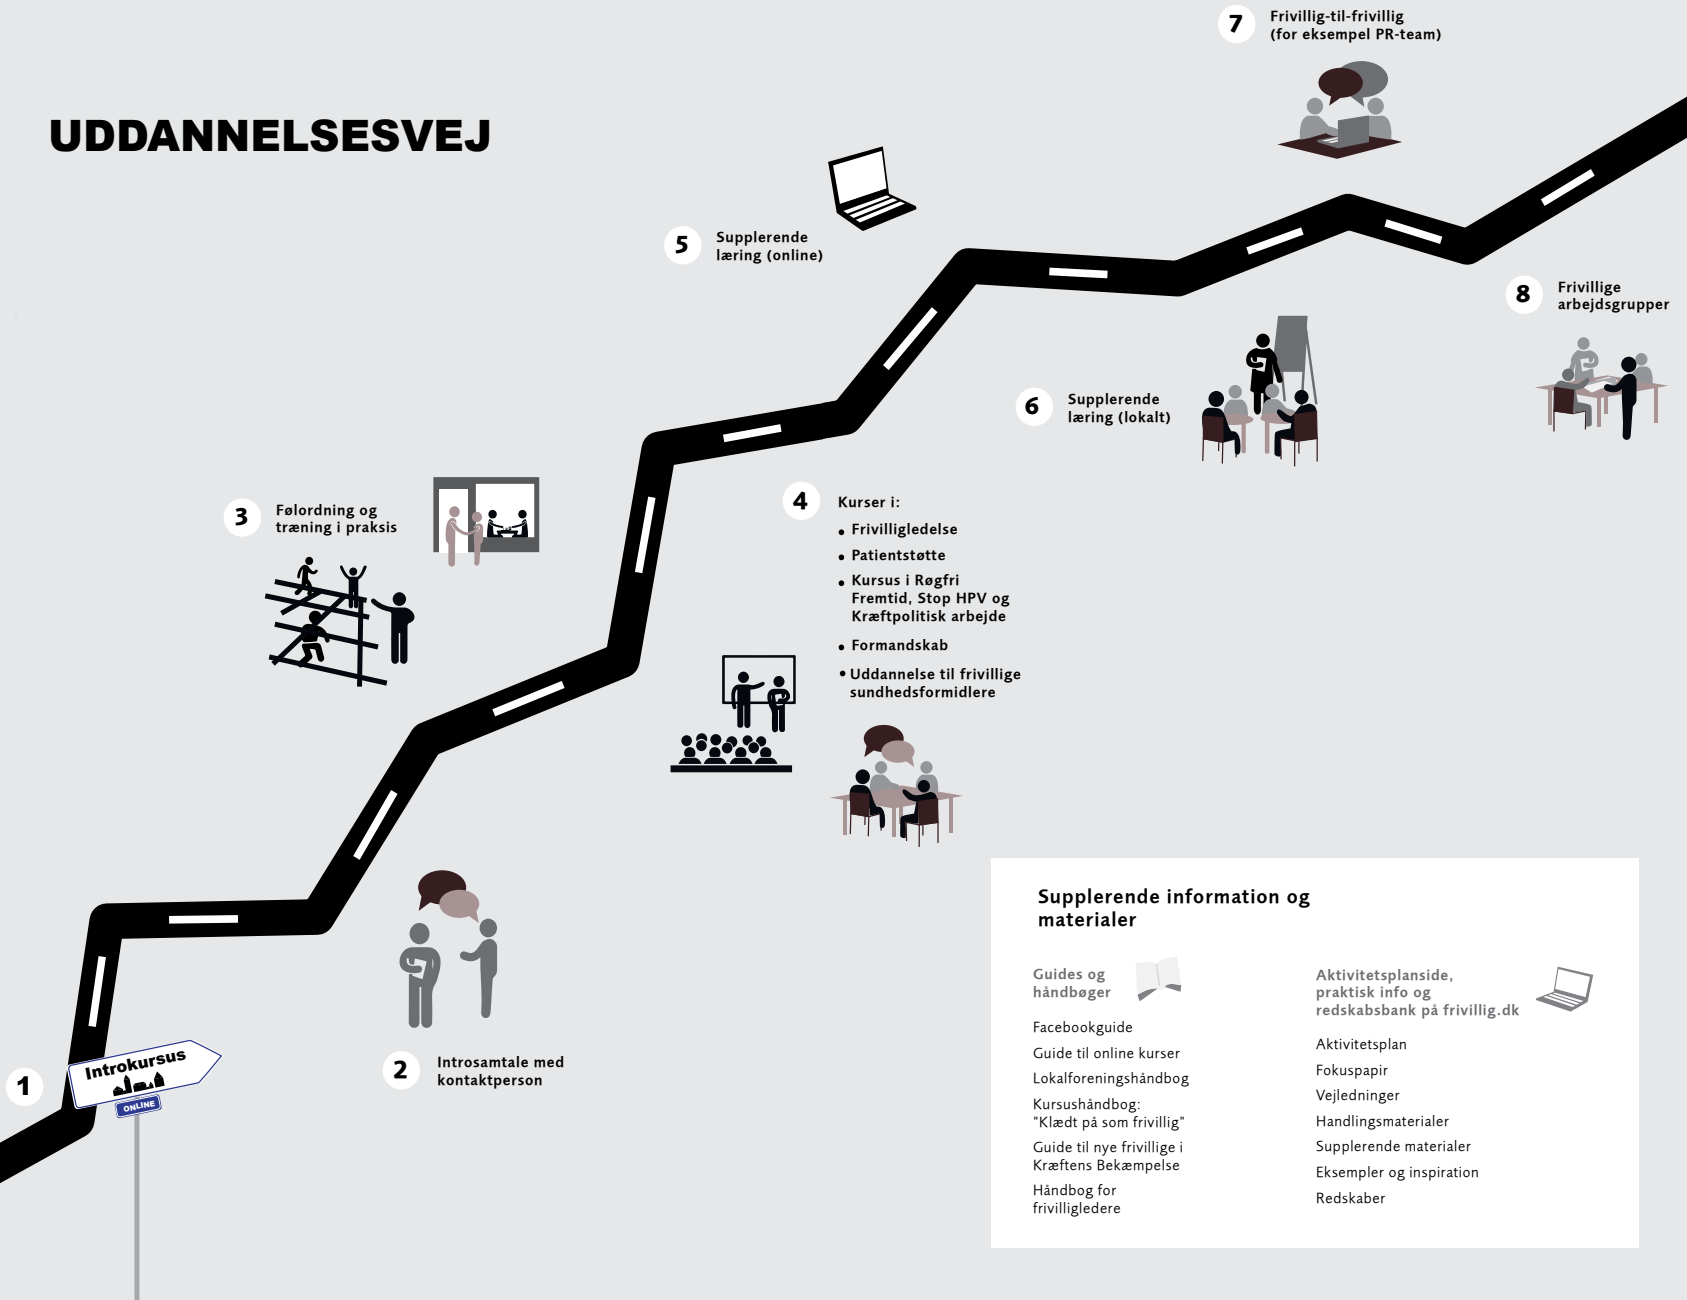 UDDANNELSESVEJ
1
Introkursus
ONLINE
2
Introsamtale med
kontaktperson
3
Følordning og
træning i praksis
4
Kurser i:
• Frivilligledelse
• Patientstøtte
• Kursus i Røgfri
Fremtid, Stop HPV og
Kræftpolitisk arbejde
• Formandskab
• Uddannelse til frivillige
sundhedsformidlere
5
Supplerende
læring (online)
6
Supplerende
læring (lokalt)
7
Frivillig-til-frivillig
(for eksempel PR-team)
8
Frivillige
arbejdsgrupper
Supplerende information og
materialer
Guides og
håndbøger
Facebookguide
Guide til online kurser
Lokalforeningshåndbog
Kursushåndbog:
"Klædt på som frivillig"
Guide til nye frivillige i
Kræftens Bekæmpelse
Håndbog for
frivilligledere
Aktivitetsplanside,
praktisk info og
redskabsbank på frivillig.dk
Aktivitetsplan
Fokuspapir
Vejledninger
Handlingsmaterialer
Supplerende materialer
Eksempler og inspiration
Redskaber